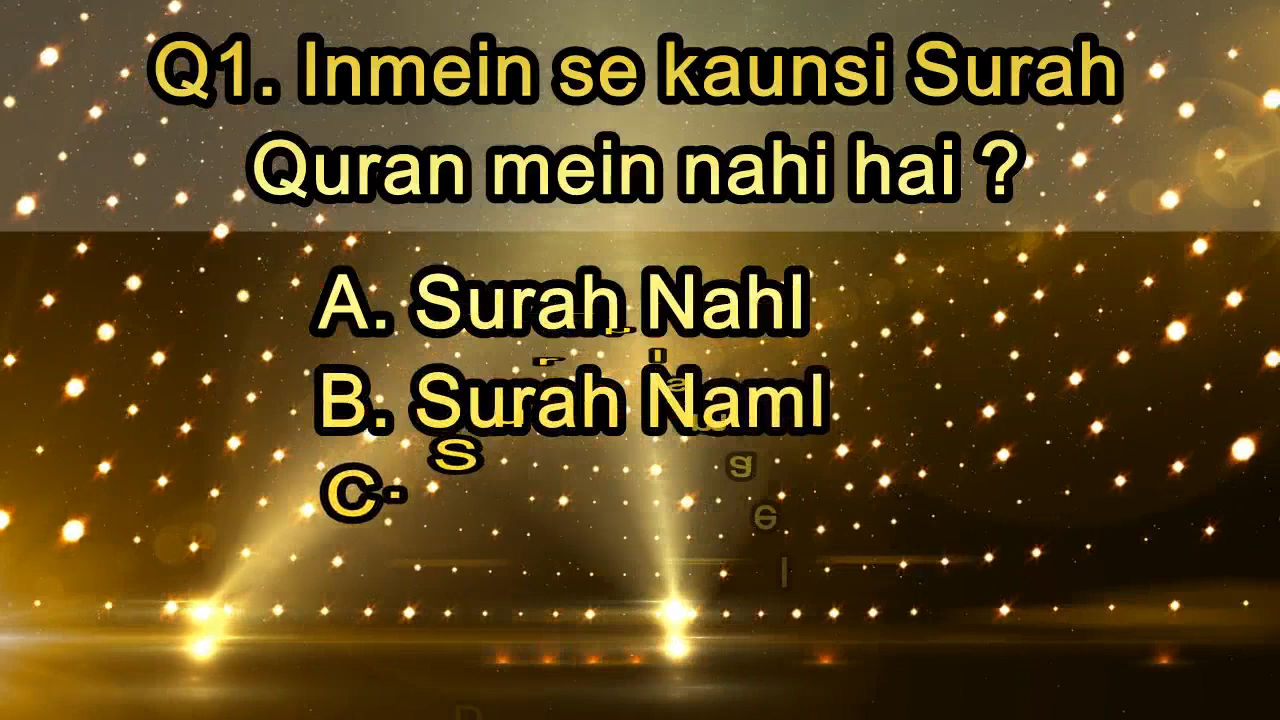 Q1. Inmein se kaunsi Surah
Quran mein nahi hai ?
A. Surah Nahl
B. Surah Naml
C.